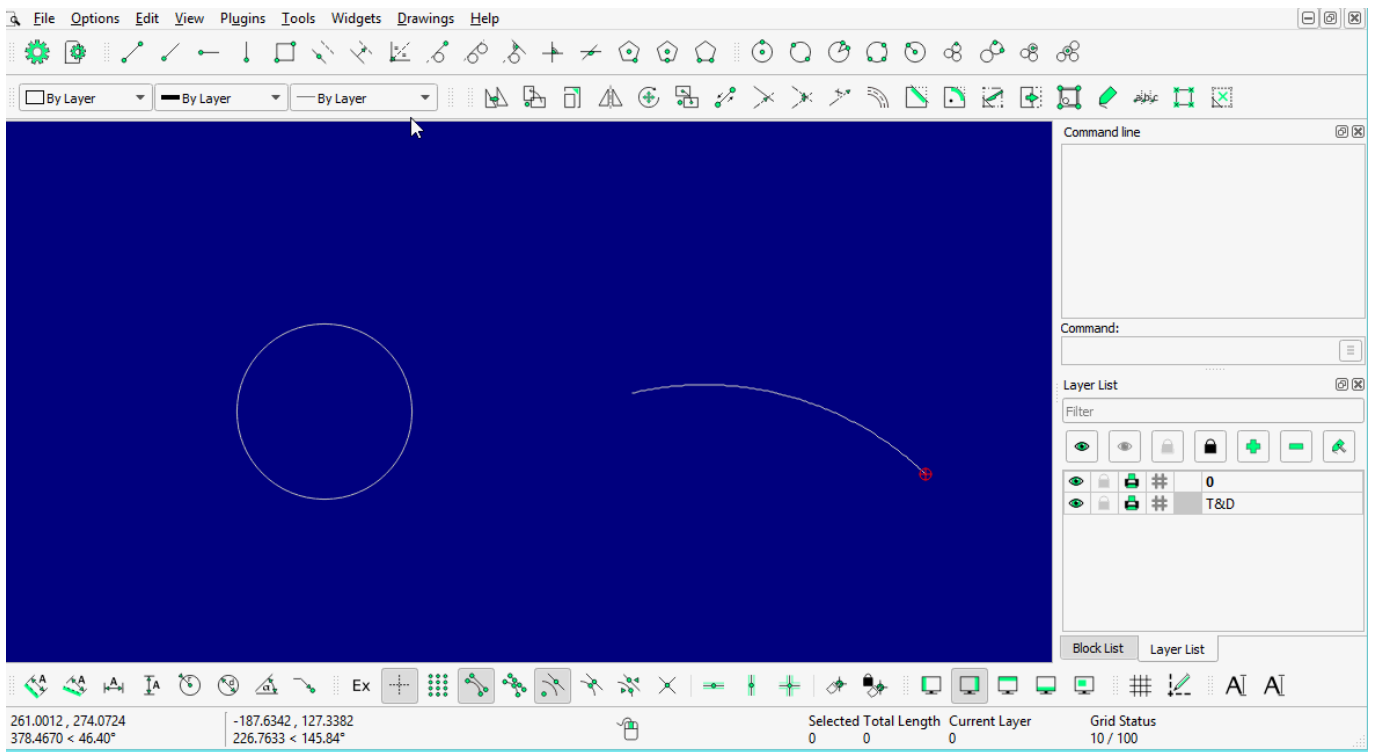 File Options Edit View Plugins Tools Widgets Drawings Help
By Layer By Layer By Layer
Command line
Command:
Layer List
Filter
0
T&D
Block List Layer List
A A A Ex A A
261.0012 , 274.0724 -187.6342 , 127.3382 Selected Total Length Current Layer Grid Status
378.4670 < 46.40° 226.7633 < 145.84° 0 0 0 10 / 100